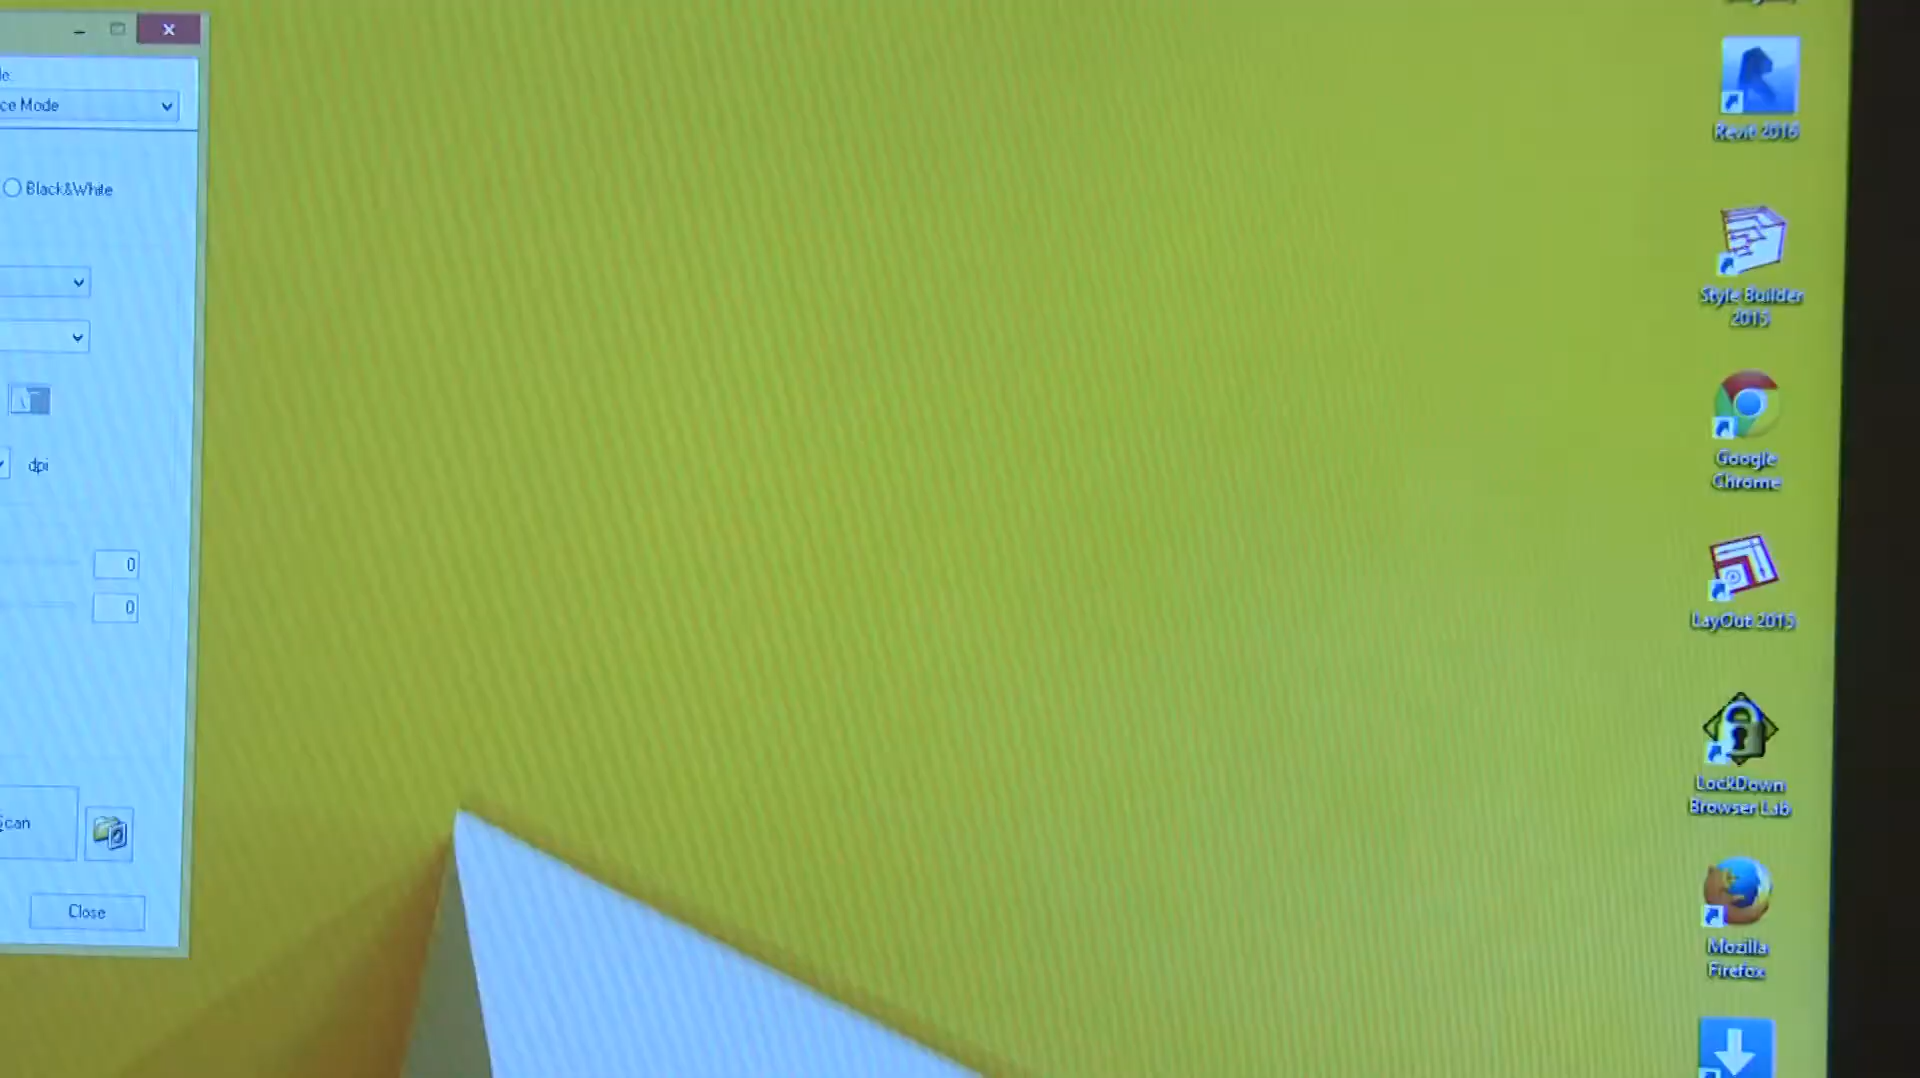 ce Mode
Black&White
dpi
0
0
Scan
Close
Revit 2016
Style Builder
2015
Google
Chrome
LayOut 2015
LockDown
Browser Lab
Mozilla
Firefox